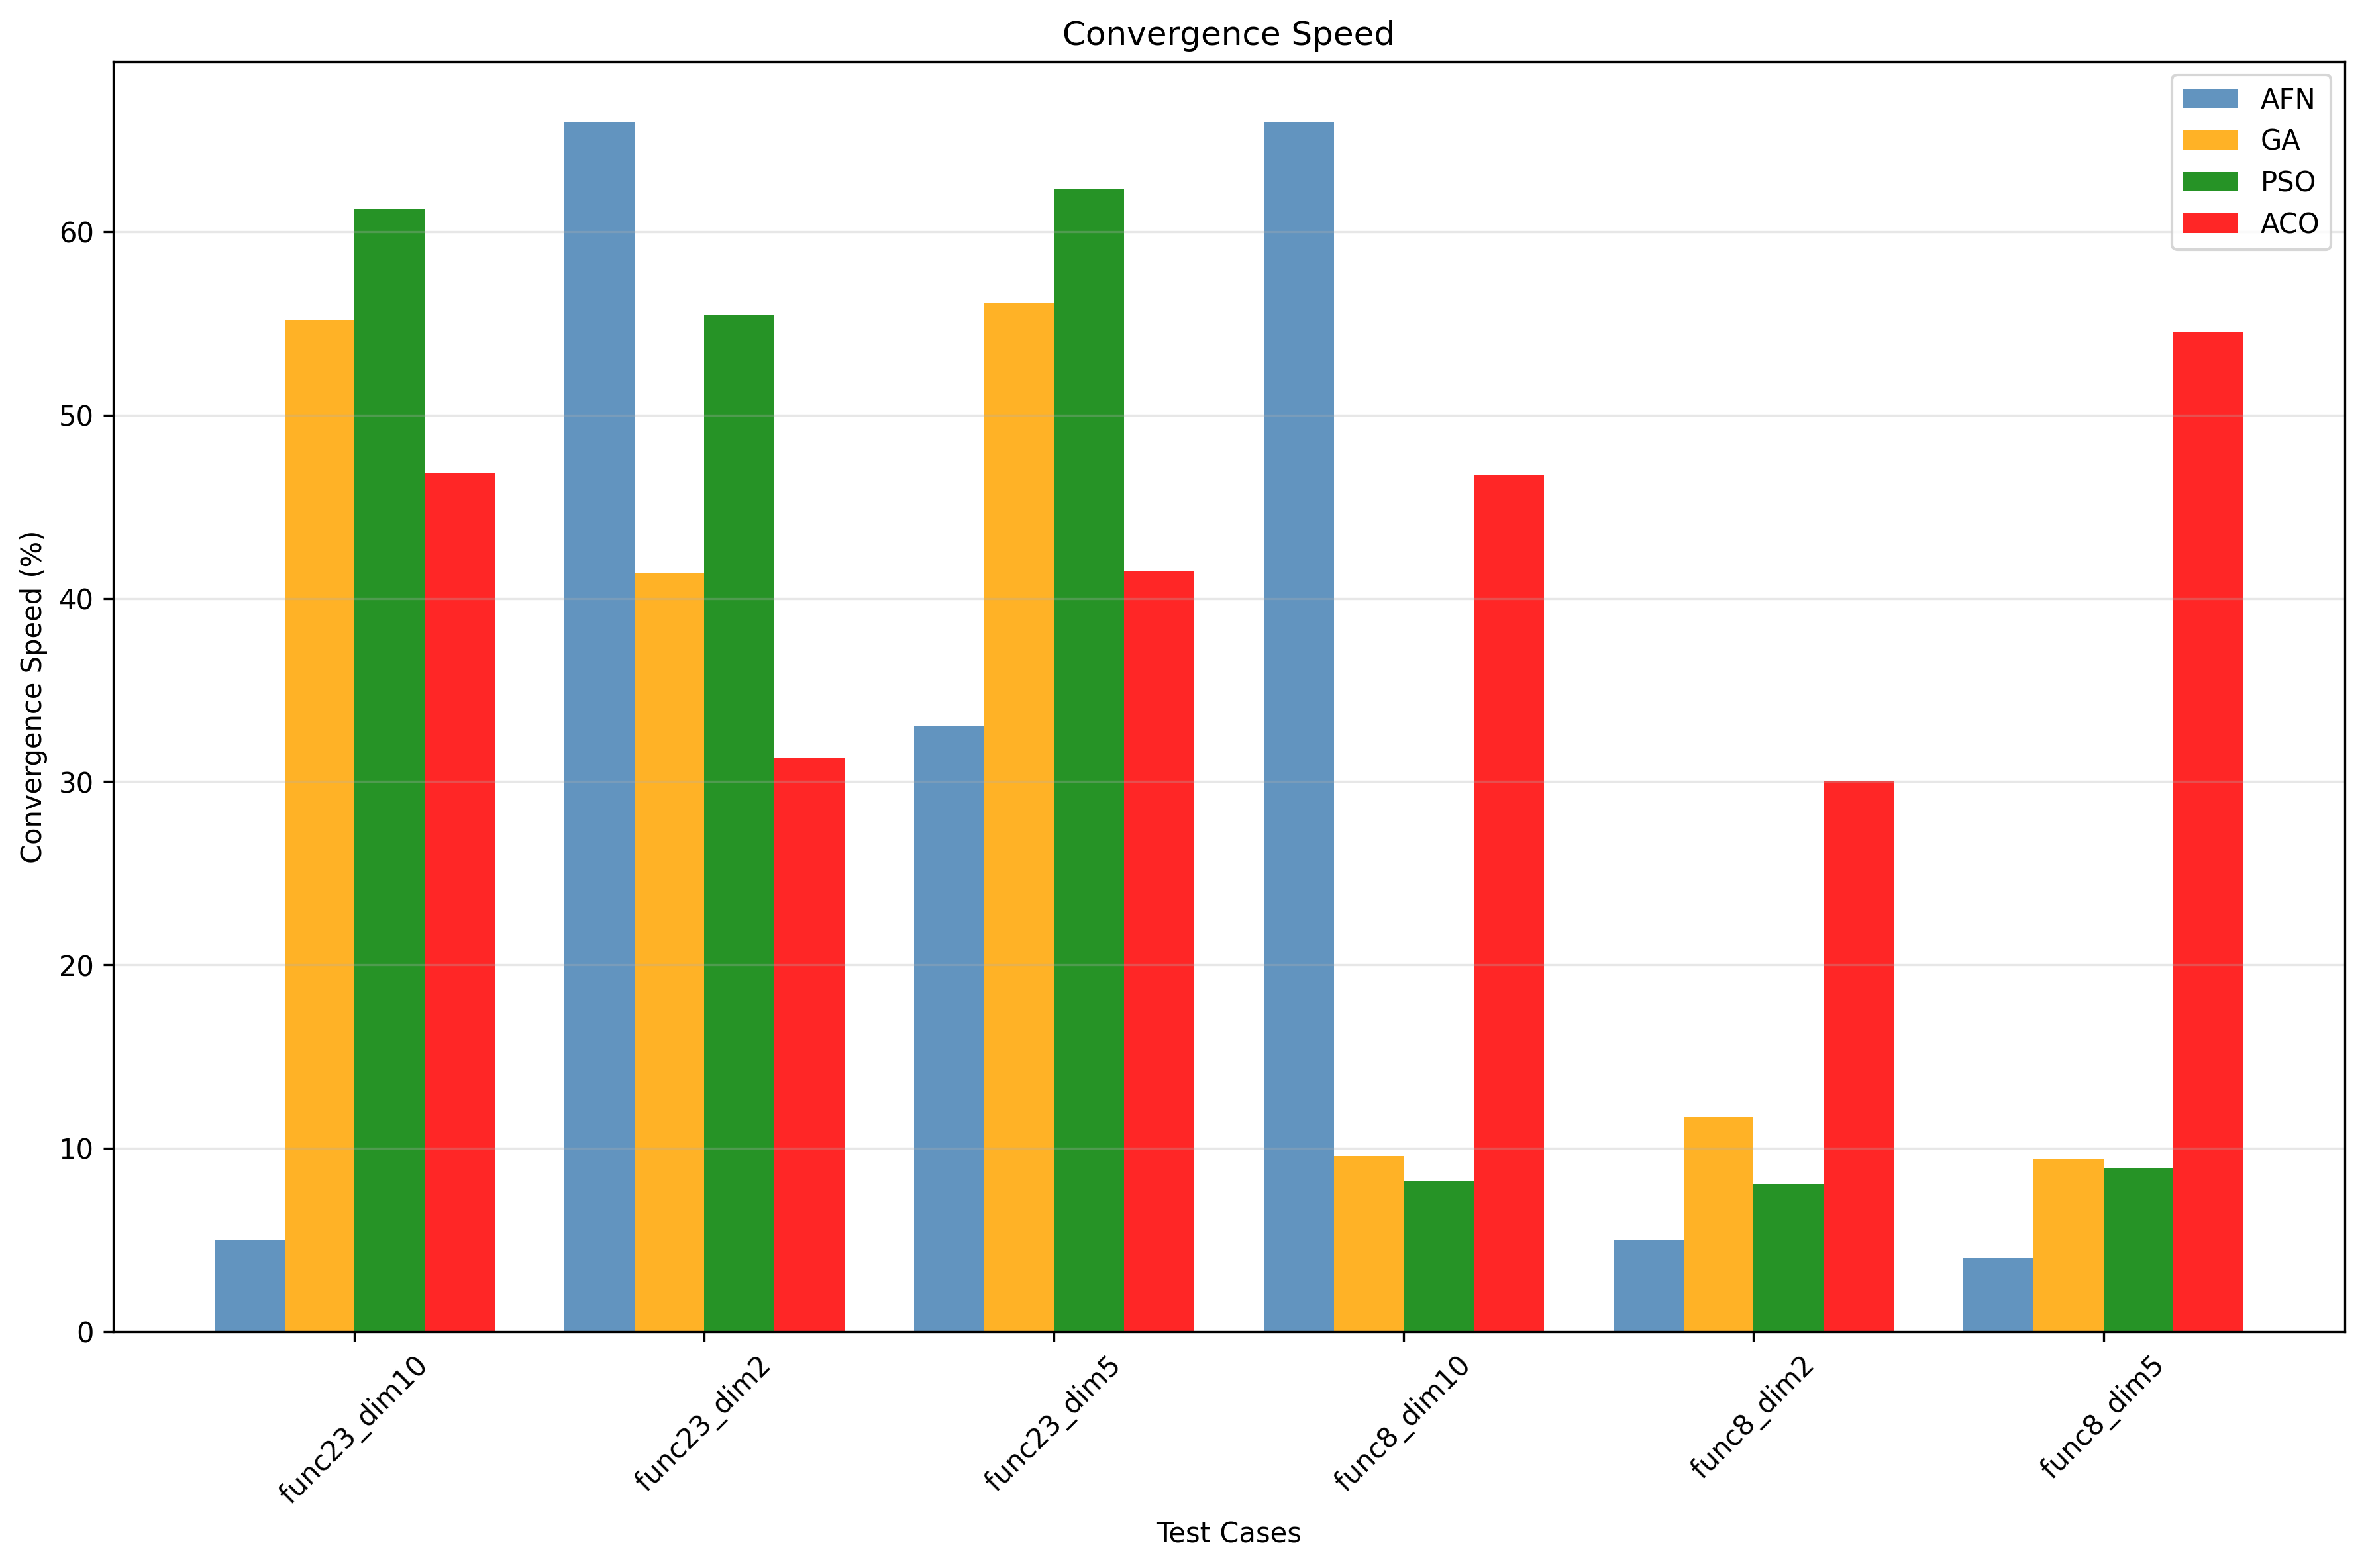 Convergence Speed
AFN
GA
PSO
ACO
Convergence Speed (%)
60
50
40
30
20
10
0
func23_dim10
func23_dim2
func23_dim5
func8_dim10
func8_dim2
func8_dim5
Test Cases